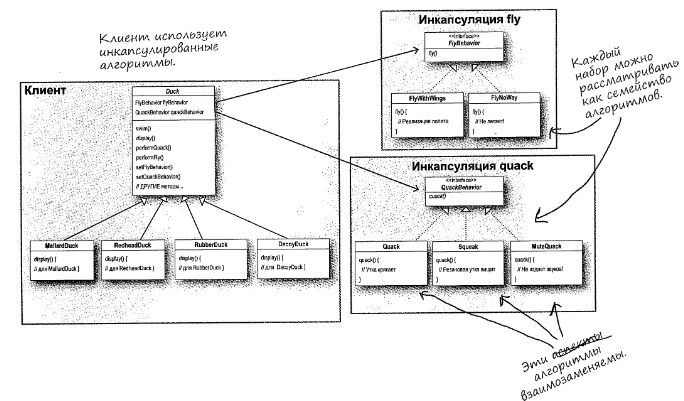 Клиент использует
инкапсулированные
алгоритмы.
Инкапсуляция fly
<<interface>>
FlyBehavior
fly()
FlyWithWings
fly() {
// Реализация полета
}
FlyNoWay
fly() {
// Не летает!
}
Каждый
набор можно
рассматривать
как семейство
алгоритмов.
Клиент
Duck
FlyBehavior flyBehavior
QuackBehavior quackBehavior
swim()
display()
performQuack()
performFly()
setFlyBehavior()
setQuackBehavior()
// ДРУГИЕ методы...
MallardDuck
display() {
// для MallardDuck }
RedheadDuck
display() {
// для RedheadDuck }
RubberDuck
display() {
// для RubberDuck }
DecoyDuck
display() {
// для DecoyDuck }
Инкапсуляция quack
<<interface>>
QuackBehavior
quack()
Quack
quack() {
// Утка крякает
}
Squeak
quack() {
// Резиновая утка пищит
}
MuteQuack
quack() {
// Не издает звуков!
}
Эти аспекты
алгоритмы
взаимозаменяемы.